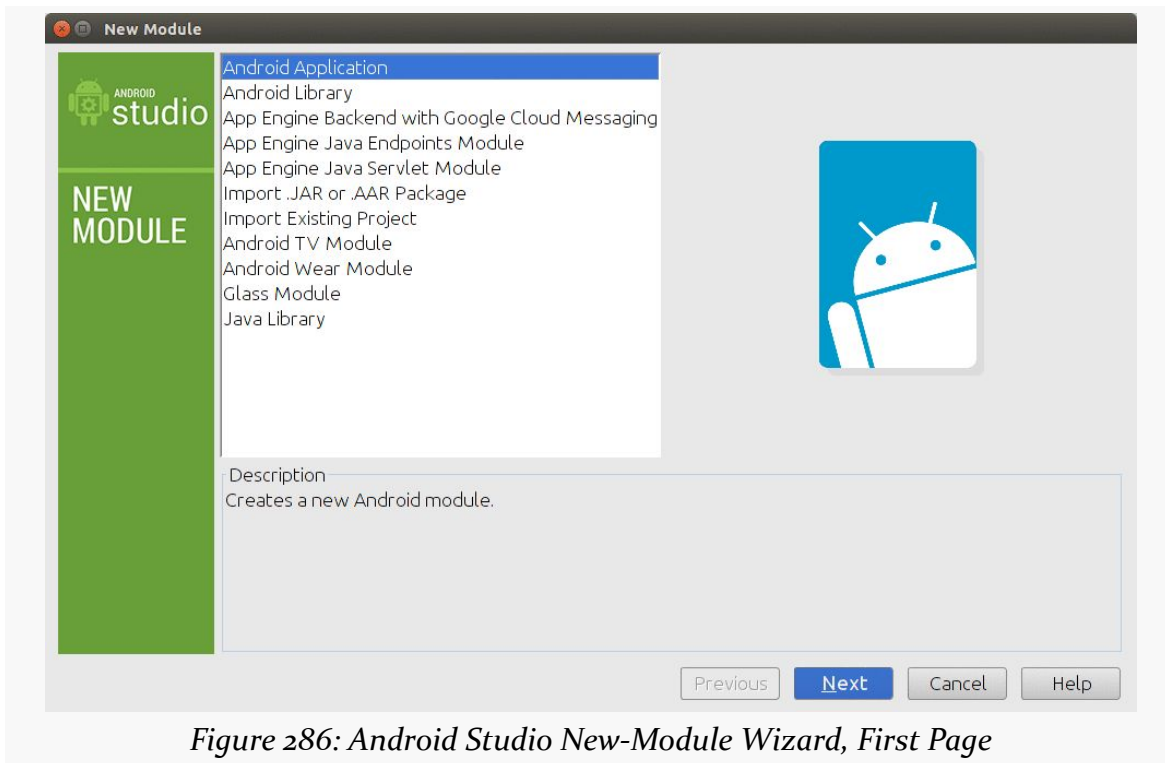 New Module
ANDROID
studio
NEW
MODULE
Android Application
Android Library
App Engine Backend with Google Cloud Messaging
App Engine Java Endpoints Module
App Engine Java Servlet Module
Import .JAR or .AAR Package
Import Existing Project
Android TV Module
Android Wear Module
Glass Module
Java Library
Description
Creates a new Android module.
Previous Next Cancel Help
Figure 286: Android Studio New-Module Wizard, First Page